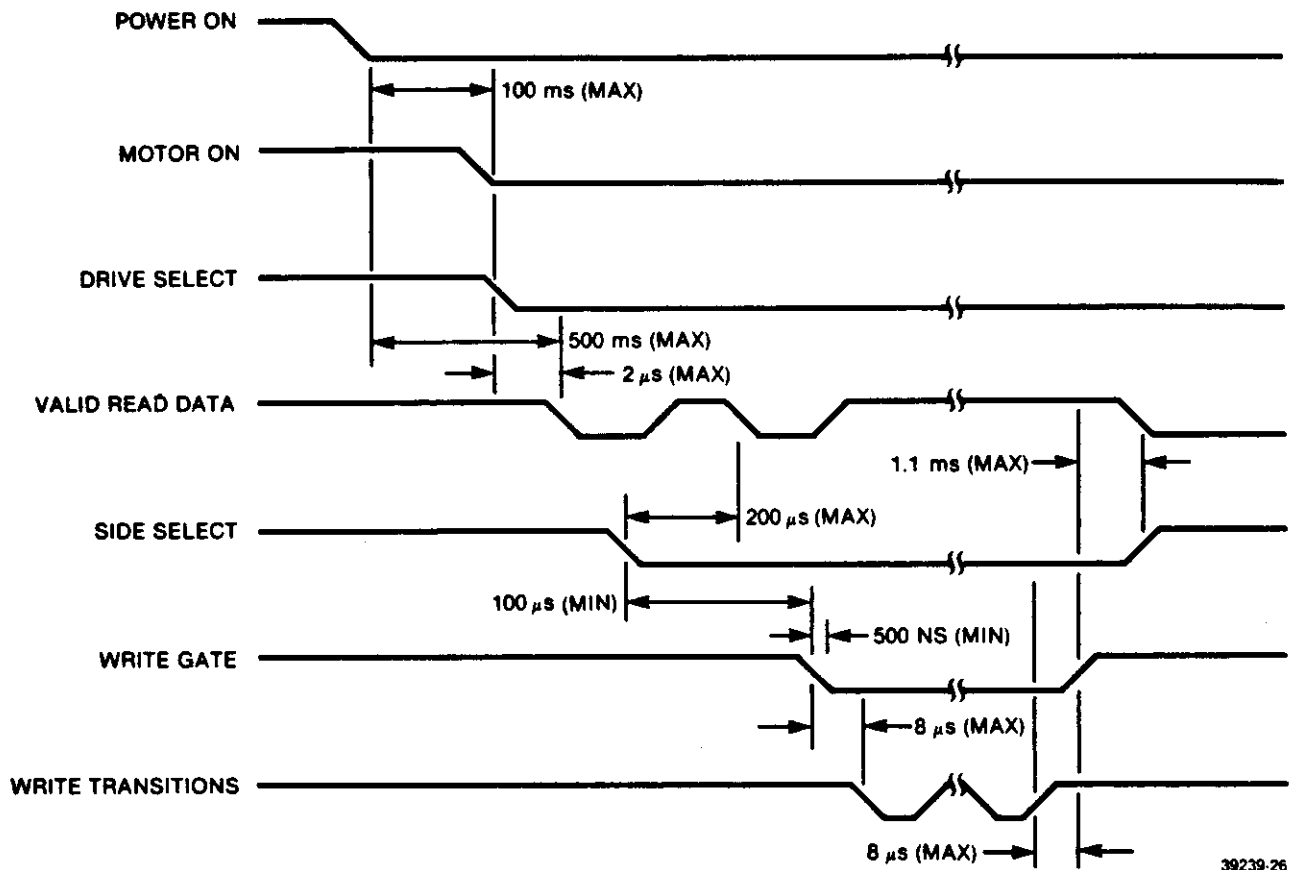 POWER ON
100 ms (MAX)
MOTOR ON
DRIVE SELECT
500 ms (MAX)
2 μs (MAX)
VALID READ DATA
1.1 ms (MAX)
200 μs (MAX)
SIDE SELECT
100 μs (MIN)
500 NS (MIN)
WRITE GATE
8 μs (MAX)
WRITE TRANSITIONS
8 μs (MAX)
39239-26